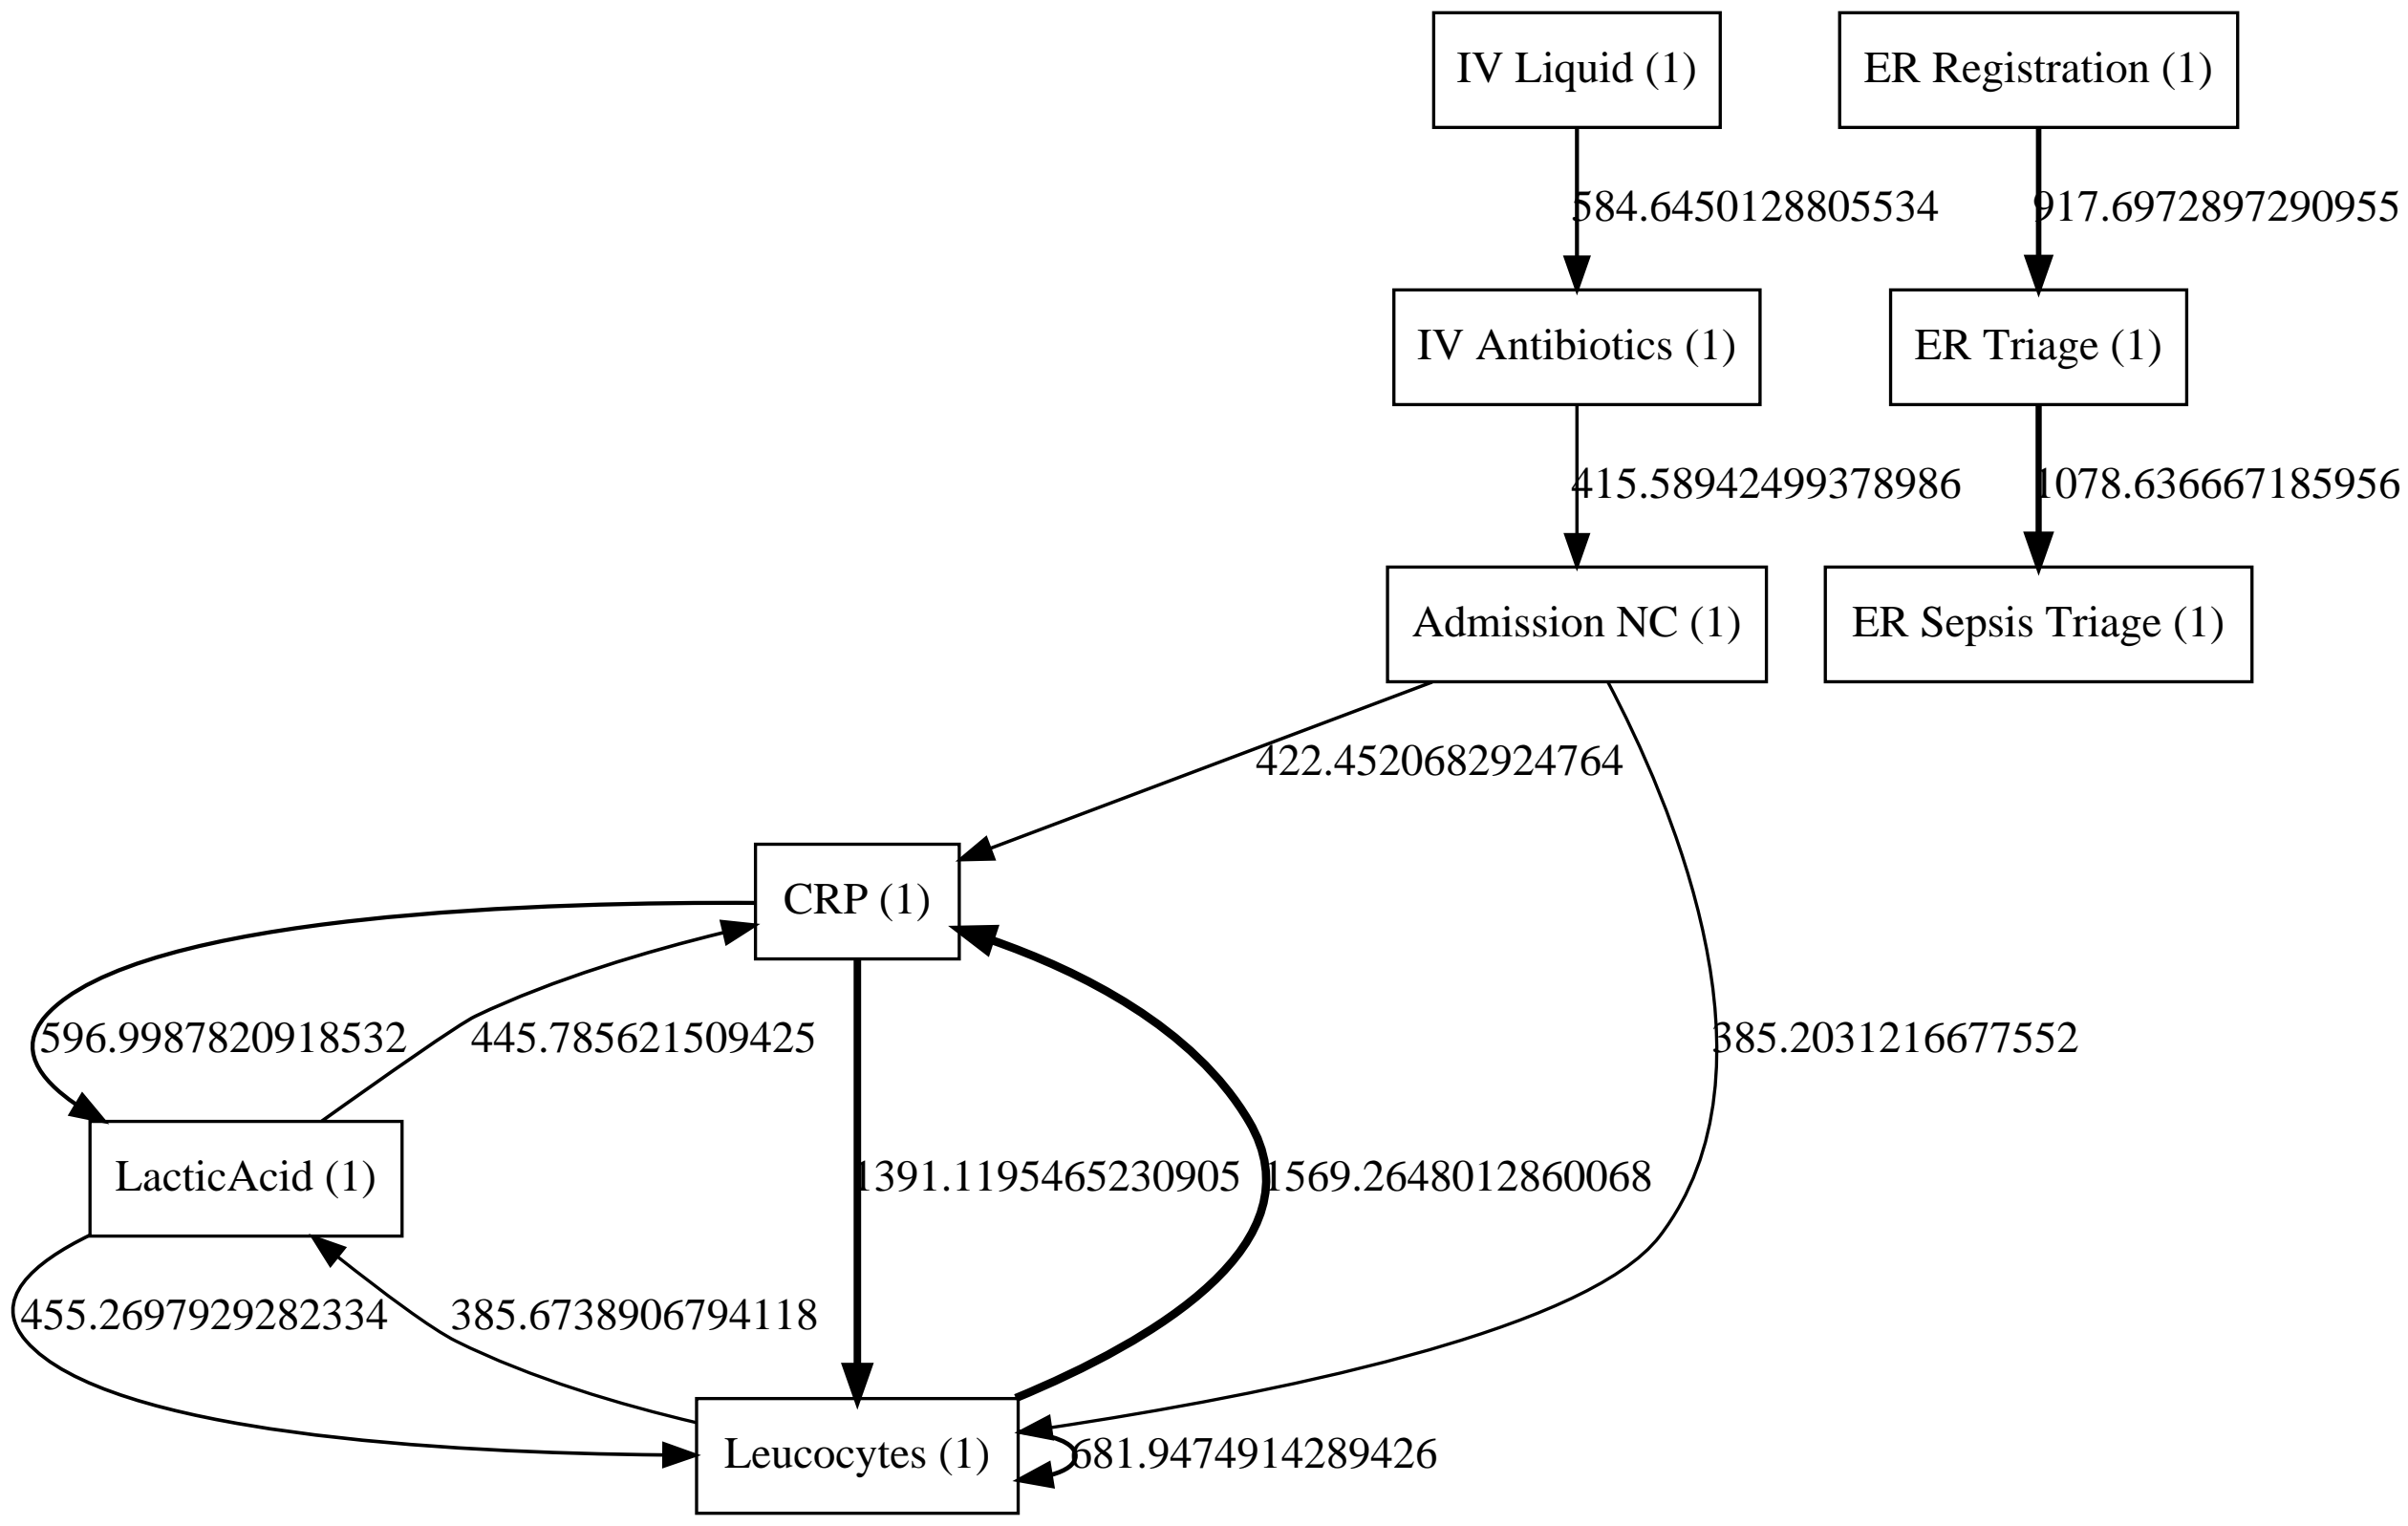 IV Liquid (1)
ER Registration (1)
584.6450128805534
917.6972897290955
IV Antibiotics (1)
ER Triage (1)
415.58942499378986
1078.636667185956
Admission NC (1)
ER Sepsis Triage (1)
422.4520682924764
CRP (1)
596.9987820918532
445.785621509425
385.2031216677552
LacticAcid (1)
1391.1195465230905
1569.2648012860068
455.2697929282334
385.6738906794118
Leucocytes (1)
681.9474914289426